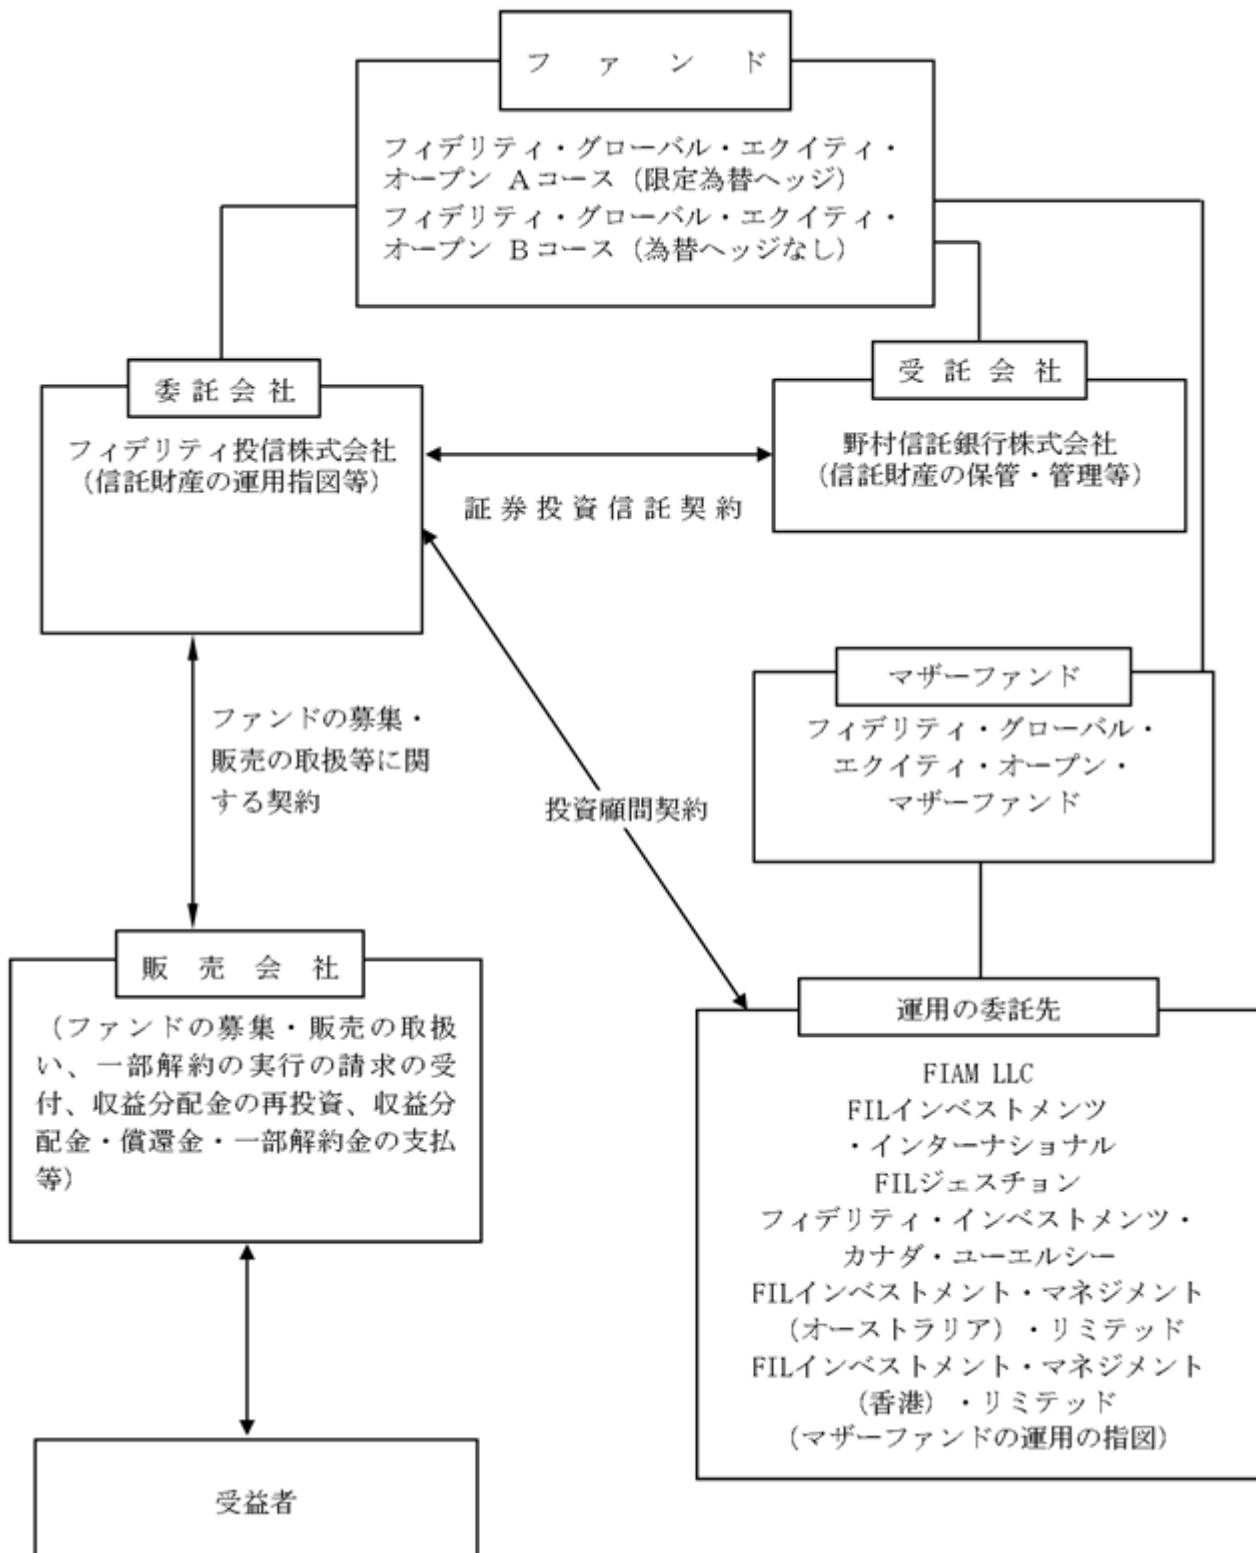 ファンド
フィデリティ・グローバル・エクイティ・
オープン Aコース（限定為替ヘッジ）
フィデリティ・グローバル・エクイティ・
オープン Bコース（為替ヘッジなし）
委託会社
フィデリティ投信株式会社
（信託財産の運用指図等）
受託会社
野村信託銀行株式会社
（信託財産の保管・管理等）
証券投資信託契約
マザーファンド
フィデリティ・グローバル・
エクイティ・オープン・
マザーファンド
ファンドの募集・
販売の取扱等に関
する契約
投資顧問契約
販売会社
（ファンドの募集・販売の取扱
い、一部解約の実行の請求の受
付、収益分配金の再投資、収益分
配金・償還金・一部解約金の支払
等）
運用の委託先
FIAM LLC
FILインベストメンツ
・インターナショナル
FILジェスチョン
フィデリティ・インベストメンツ・
カナダ・ユーエルシー
FILインベストメント・マネジメント
（オーストラリア）・リミテッド
FILインベストメント・マネジメント
（香港）・リミテッド
（マザーファンドの運用の指図）
受益者